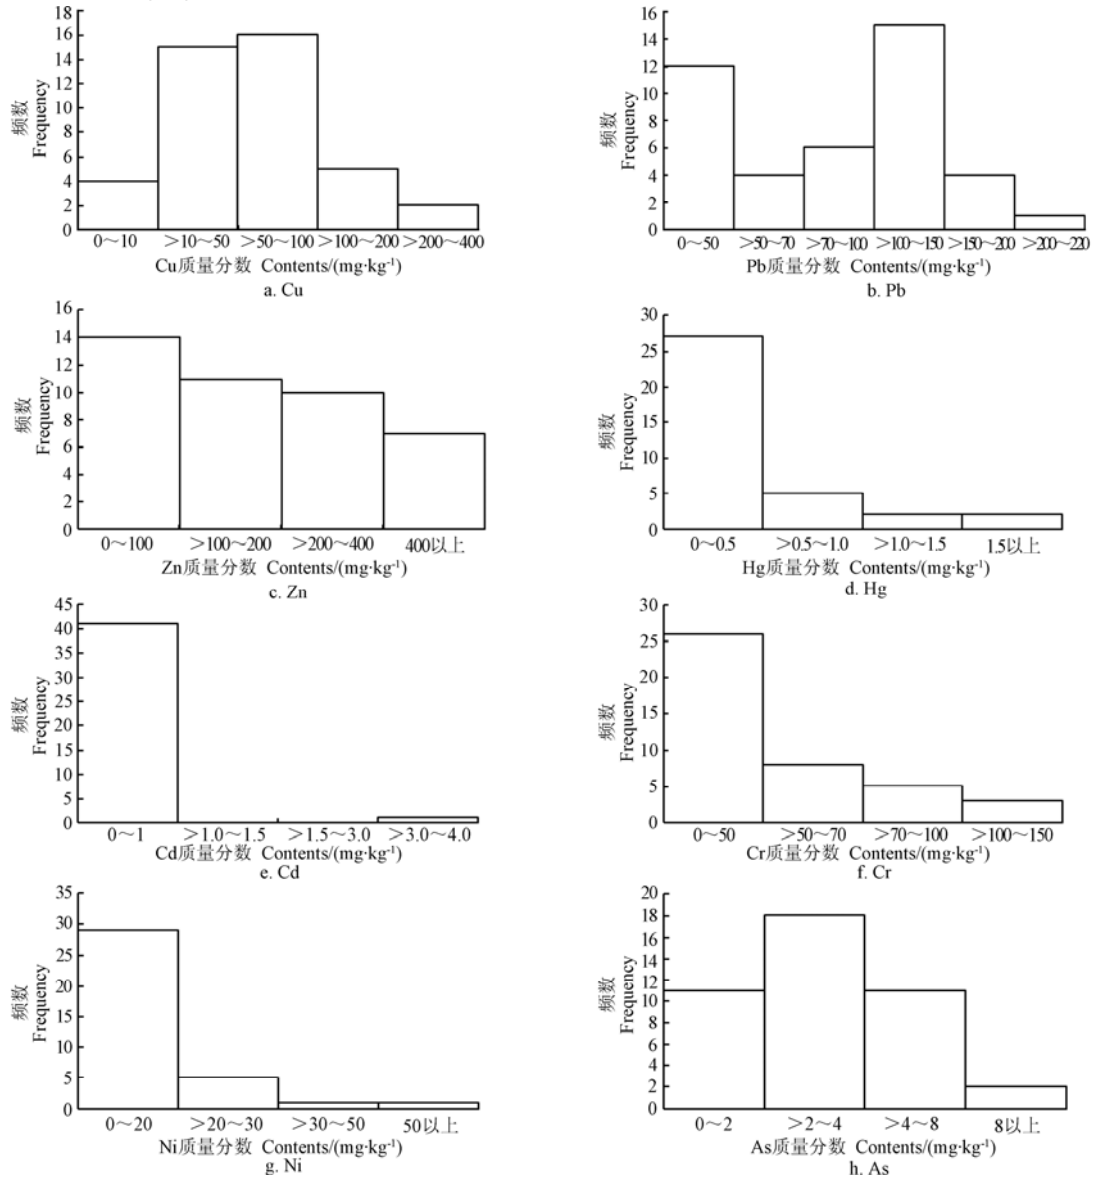 18
16
14
12
10
8
6
4
2
0
频数
Frequency
0～10 ＞10～50 ＞50～100 ＞100～200 ＞200～400
Cu质量分数 Contents/(mg·kg⁻¹)
a. Cu
16
14
12
10
8
6
4
2
0
频数
Frequency
0～50 ＞50～70 ＞70～100 ＞100～150 ＞150～200 ＞200～220
Pb质量分数 Contents/(mg·kg⁻¹)
b. Pb
16
14
12
10
8
6
4
2
0
频数
Frequency
0～100 ＞100～200 ＞200～400 400以上
Zn质量分数 Contents/(mg·kg⁻¹)
c. Zn
30
25
20
15
10
5
0
频数
Frequency
0～0.5 ＞0.5～1.0 ＞1.0～1.5 1.5以上
Hg质量分数 Contents/(mg·kg⁻¹)
d. Hg
45
40
35
30
25
20
15
10
5
0
频数
Frequency
0～1 ＞1.0～1.5 ＞1.5～3.0 ＞3.0～4.0
Cd质量分数 Contents/(mg·kg⁻¹)
e. Cd
30
25
20
15
10
5
0
频数
Frequency
0～50 ＞50～70 ＞70～100 ＞100～150
Cr质量分数 Contents/(mg·kg⁻¹)
f. Cr
35
30
25
20
15
10
5
0
频数
Frequency
0～20 ＞20～30 ＞30～50 50以上
Ni质量分数 Contents/(mg·kg⁻¹)
g. Ni
20
18
16
14
12
10
8
6
4
2
0
频数
Frequency
0～2 ＞2～4 ＞4～8 8以上
As质量分数 Contents/(mg·kg⁻¹)
h. As